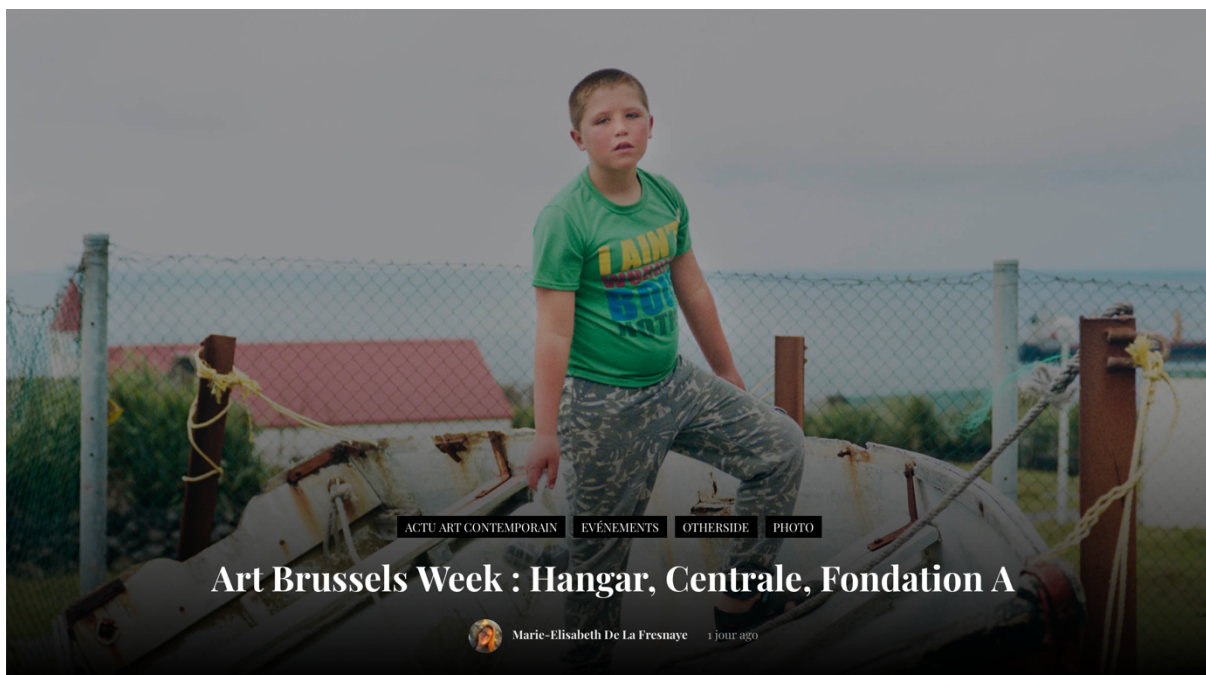 I AIN'T
ACTU ART CONTEMPORAIN
EVÉNEMENTS
OTHERSIDE
PHOTO
Art Brussels Week : Hangar, Centrale, Fondation A
Marie-Elisabeth De La Fresnaye
1 jour ago